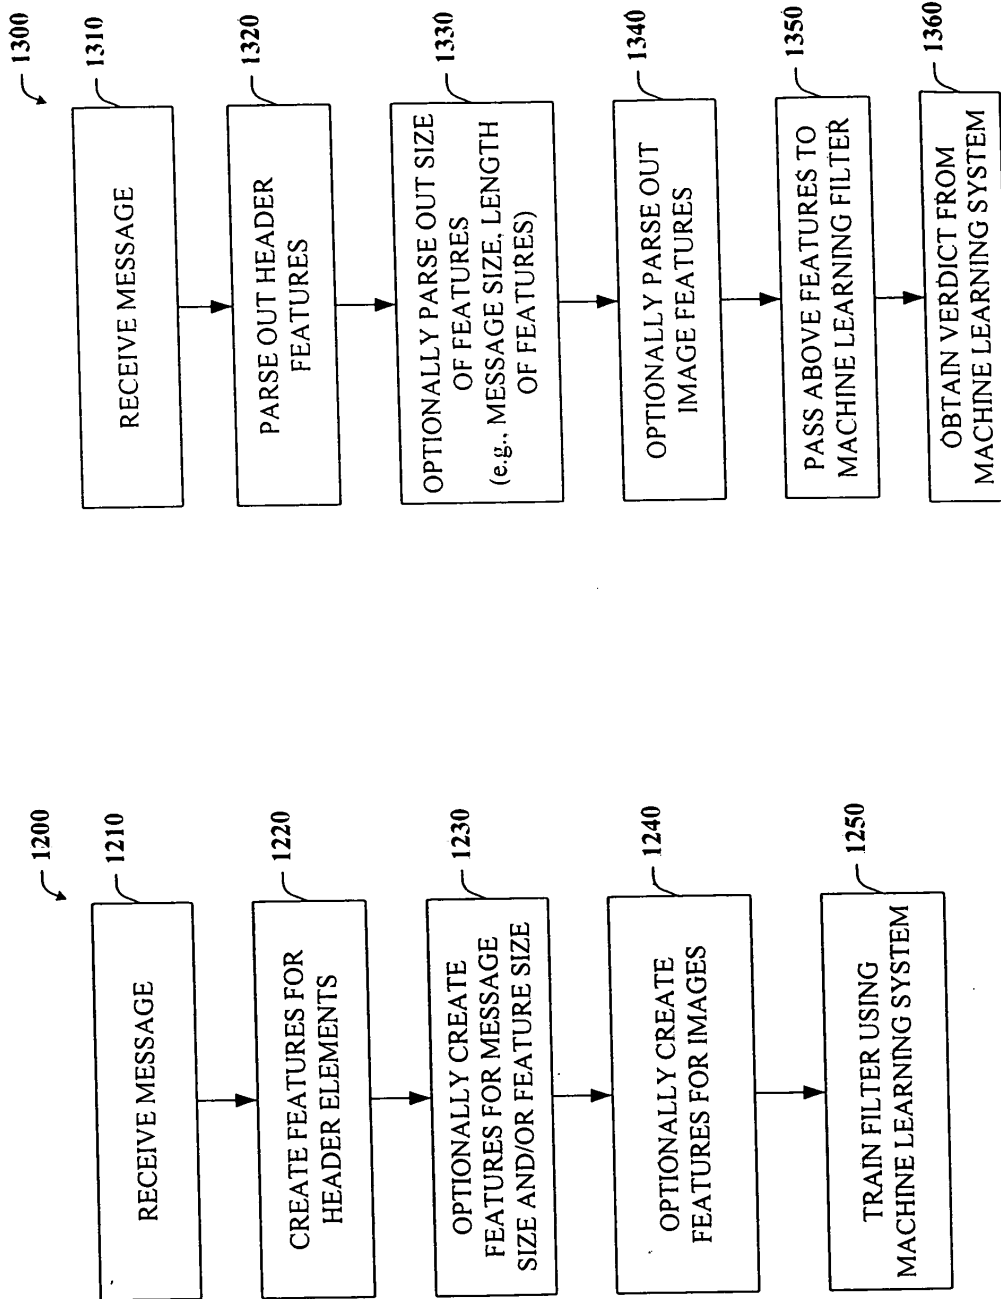 1200
1210
RECEIVE MESSAGE
1220
CREATE FEATURES FOR
HEADER ELEMENTS
1230
OPTIONALLY CREATE
FEATURES FOR MESSAGE
SIZE AND/OR FEATURE SIZE
1240
OPTIONALLY CREATE
FEATURES FOR IMAGES
1250
TRAIN FILTER USING
MACHINE LEARNING SYSTEM
1300
1310
RECEIVE MESSAGE
1320
PARSE OUT HEADER
FEATURES
1330
OPTIONALLY PARSE OUT SIZE
OF FEATURES
(e.g., MESSAGE SIZE, LENGTH
OF FEATURES)
1340
OPTIONALLY PARSE OUT
IMAGE FEATURES
1350
PASS ABOVE FEATURES TO
MACHINE LEARNING FILTER
1360
OBTAIN VERDICT FROM
MACHINE LEARNING SYSTEM